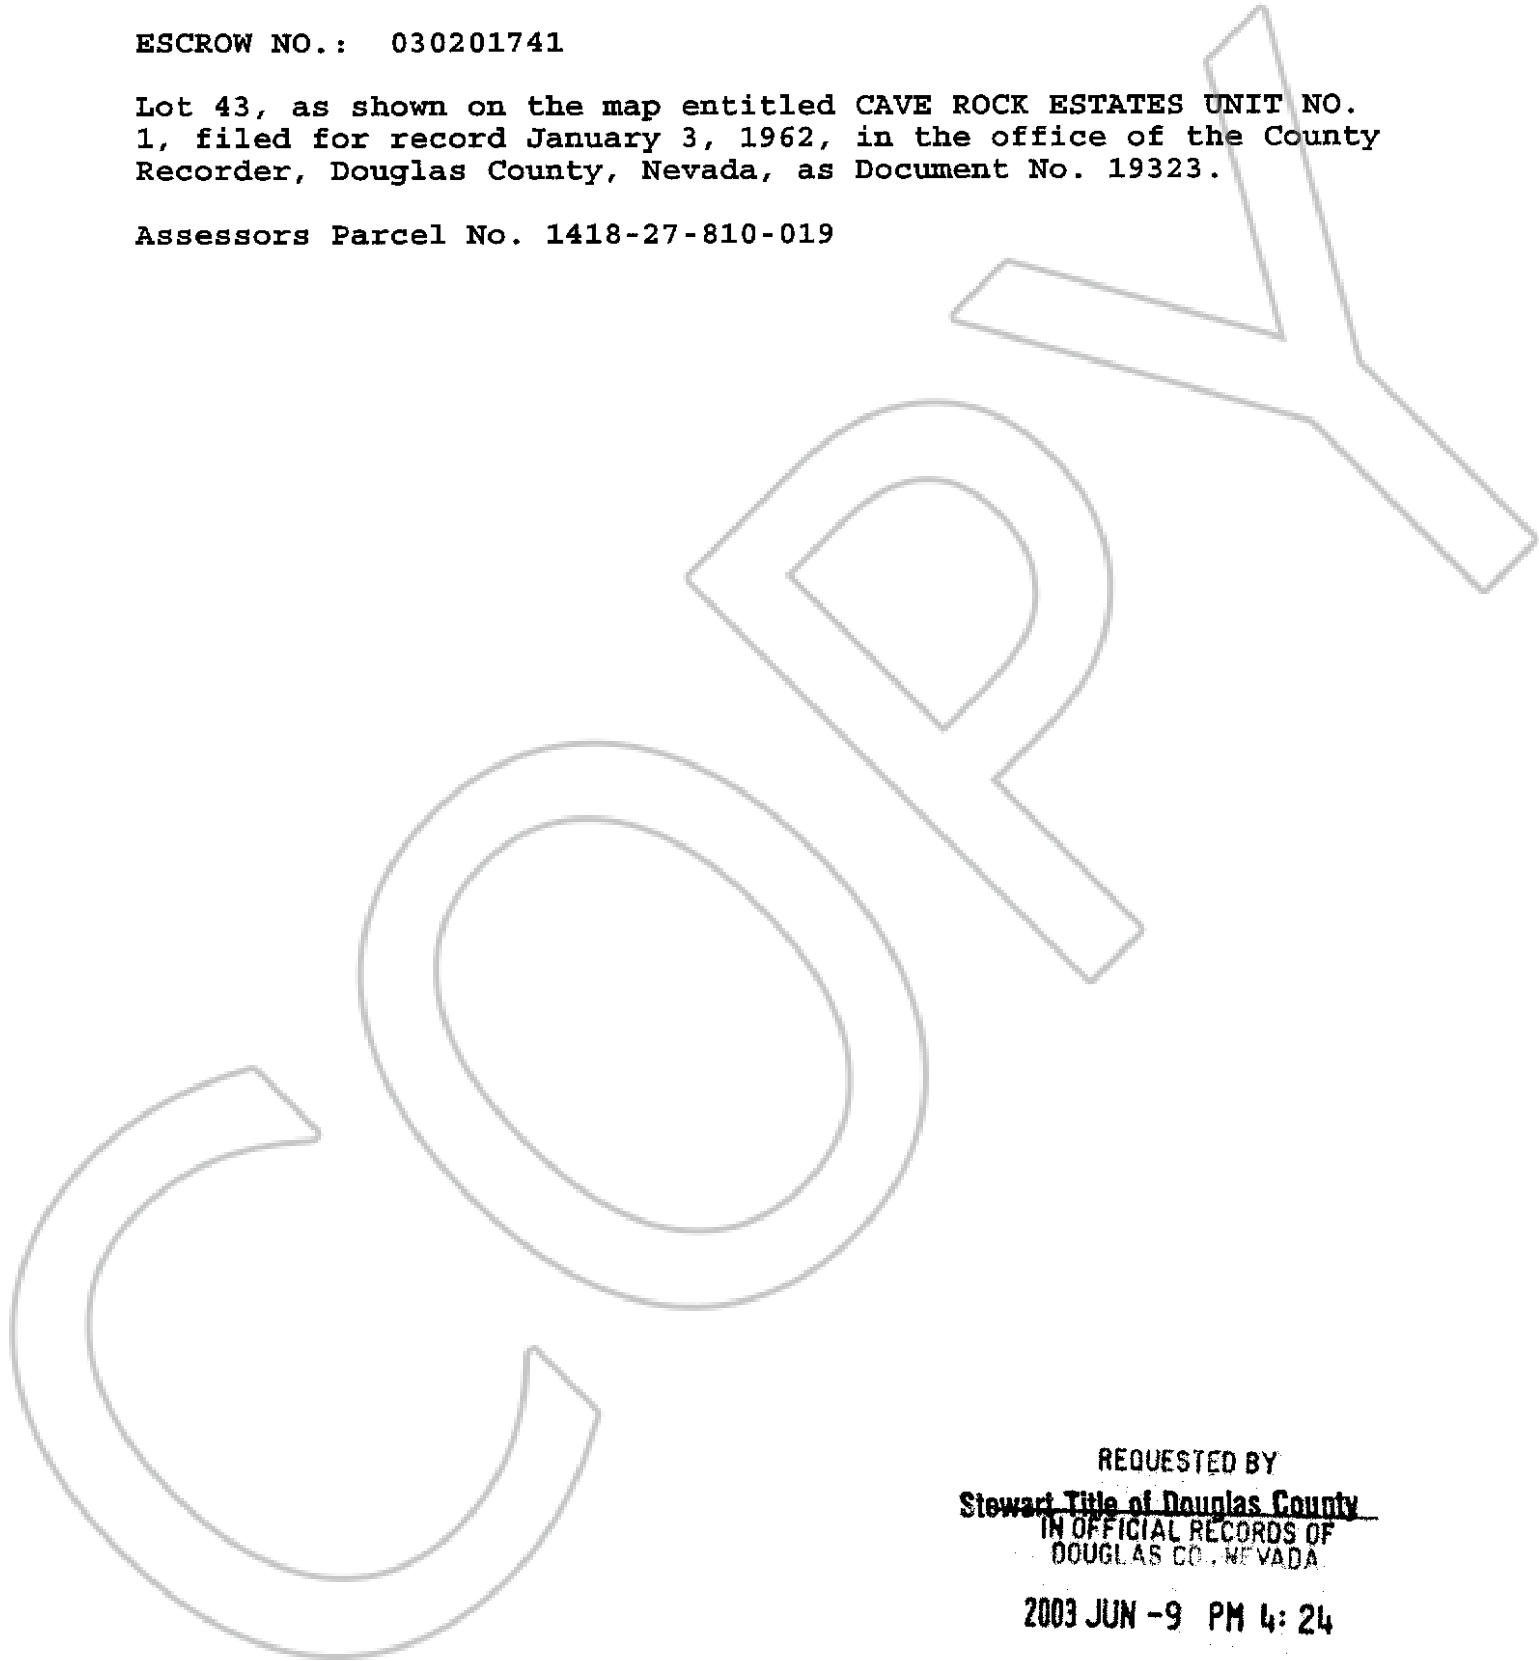 ESCROW NO.: 030201741
Lot 43, as shown on the map entitled CAVE ROCK ESTATES UNIT NO.
1, filed for record January 3, 1962, in the office of the County
Recorder, Douglas County, Nevada, as Document No. 19323.
Assessors Parcel No. 1418-27-810-019
COPY
REQUESTED BY
Stewart Title of Douglas County
IN OFFICIAL RECORDS OF
DOUGLAS CO., NEVADA
2003 JUN -9 PM 4: 24